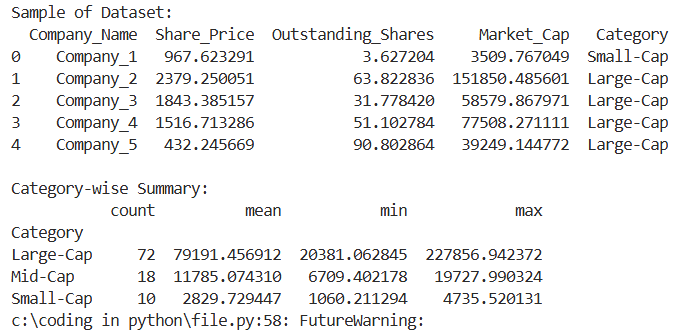 Sample of Dataset:
Company_Name Share_Price Outstanding_Shares Market_Cap Category
0 Company_1 967.623291 3.627204 3509.767049 Small-Cap
1 Company_2 2379.250051 63.822836 151850.485601 Large-Cap
2 Company_3 1843.385157 31.778420 58579.867971 Large-Cap
3 Company_4 1516.713286 51.102784 77508.271111 Large-Cap
4 Company_5 432.245669 90.802864 39249.144772 Large-Cap
Category-wise Summary:
count mean min max
Category
Large-Cap 72 79191.456912 20381.062845 227856.942372
Mid-Cap 18 11785.074310 6709.402178 19727.990324
Small-Cap 10 2829.729447 1060.211294 4735.520131
c:\coding in python\file.py:58: FutureWarning: